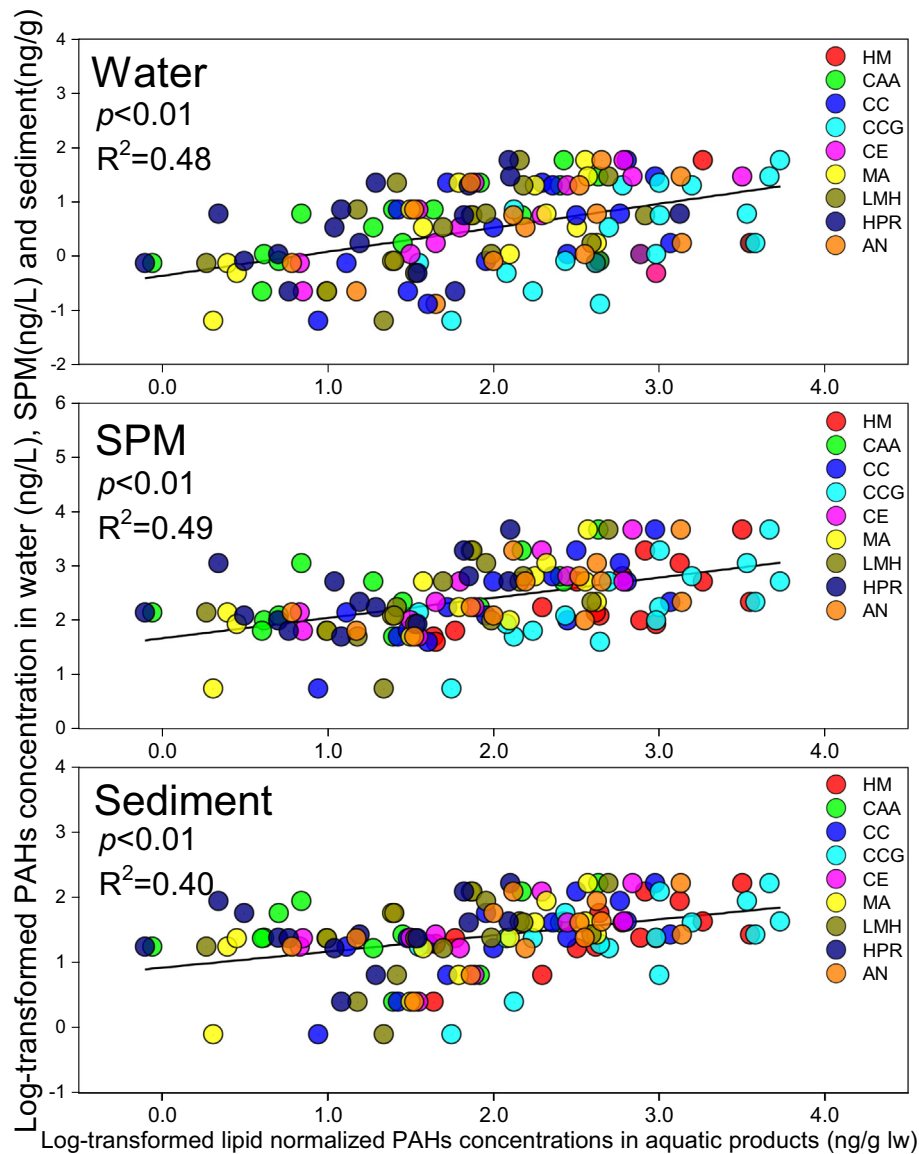 Log-transformed PAHs concentration in water (ng/L), SPM(ng/L) and sediment(ng/g)
4
3
2
1
0
-1
-2
Water
p<0.01
R²=0.48
HM
CAA
CC
CCG
CE
MA
LMH
HPR
AN
0.0 1.0 2.0 3.0 4.0
6
5
4
3
2
1
0
SPM
p<0.01
R²=0.49
HM
CAA
CC
CCG
CE
MA
LMH
HPR
AN
0.0 1.0 2.0 3.0 4.0
4
3
2
1
0
-1
Sediment
p<0.01
R²=0.40
HM
CAA
CC
CCG
CE
MA
LMH
HPR
AN
0.0 1.0 2.0 3.0 4.0
Log-transformed lipid normalized PAHs concentrations in aquatic products (ng/g lw)